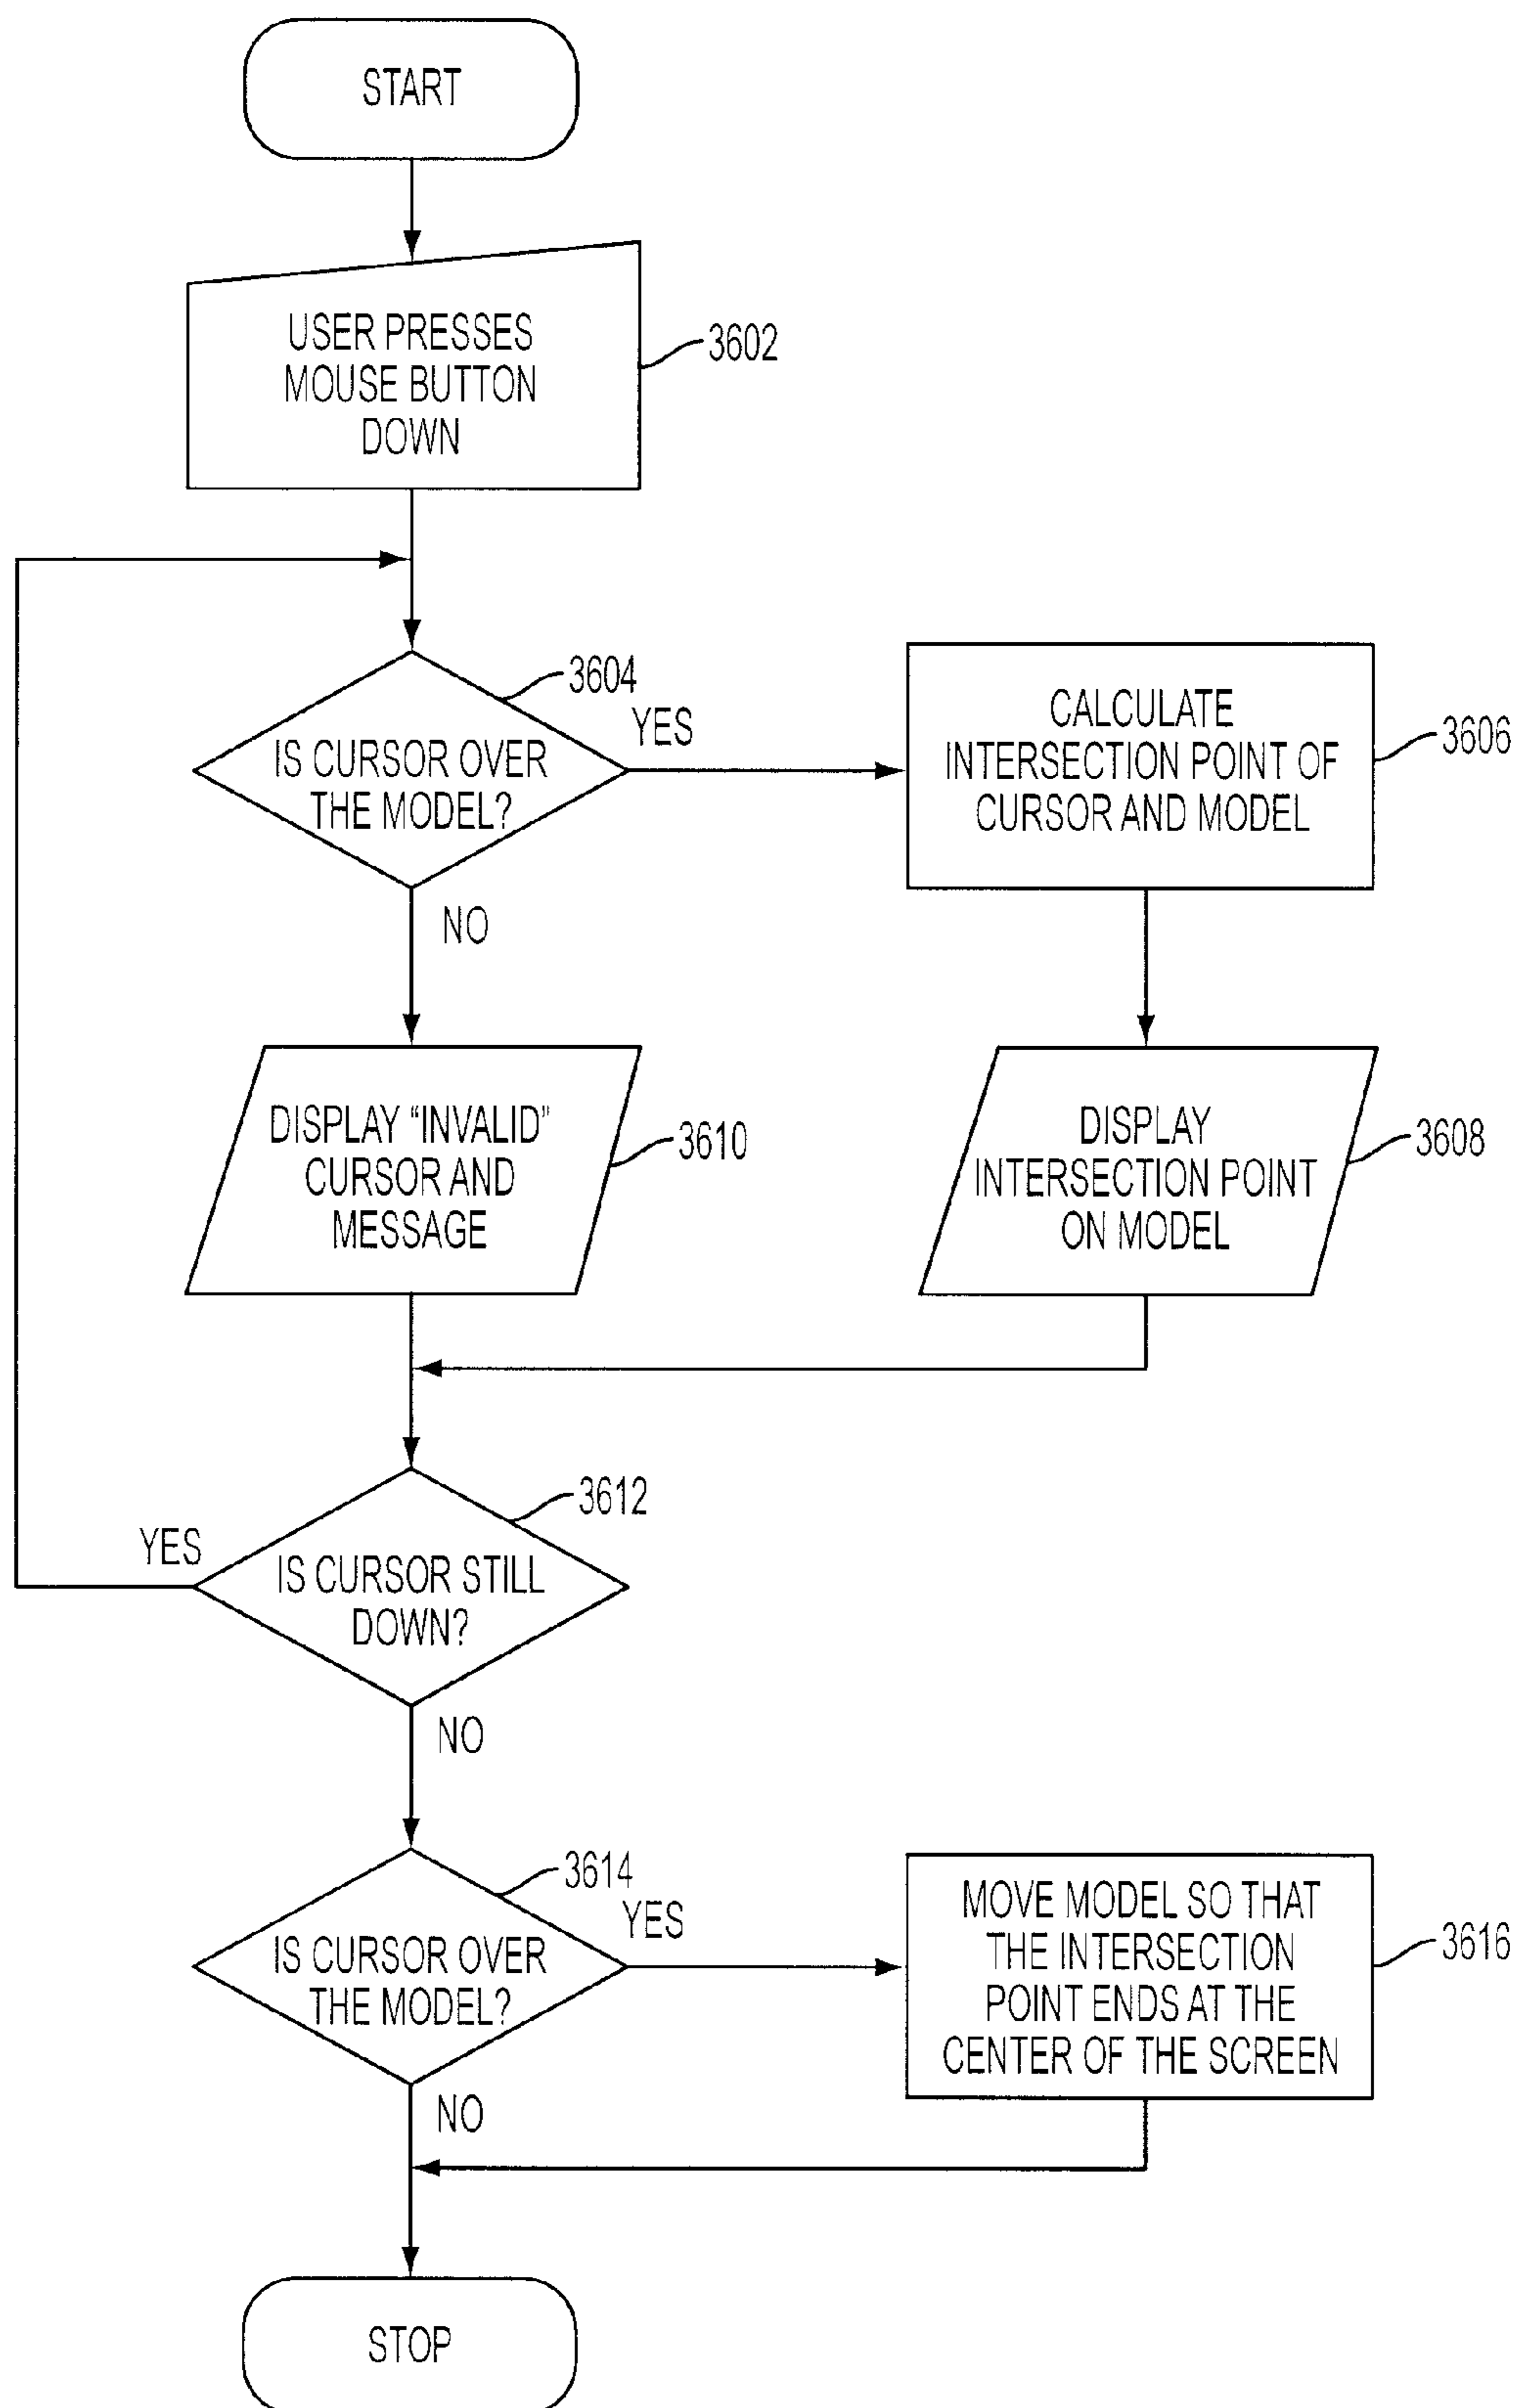 START
USER PRESSES
MOUSE BUTTON
DOWN
3602
3604
IS CURSOR OVER
THE MODEL?
YES
NO
CALCULATE
INTERSECTION POINT OF
CURSOR AND MODEL
3606
DISPLAY “INVALID”
CURSOR AND
MESSAGE
3610
DISPLAY
INTERSECTION POINT
ON MODEL
3608
3612
YES
IS CURSOR STILL
DOWN?
NO
3614
IS CURSOR OVER
THE MODEL?
YES
NO
MOVE MODEL SO THAT
THE INTERSECTION
POINT ENDS AT THE
CENTER OF THE SCREEN
3616
STOP